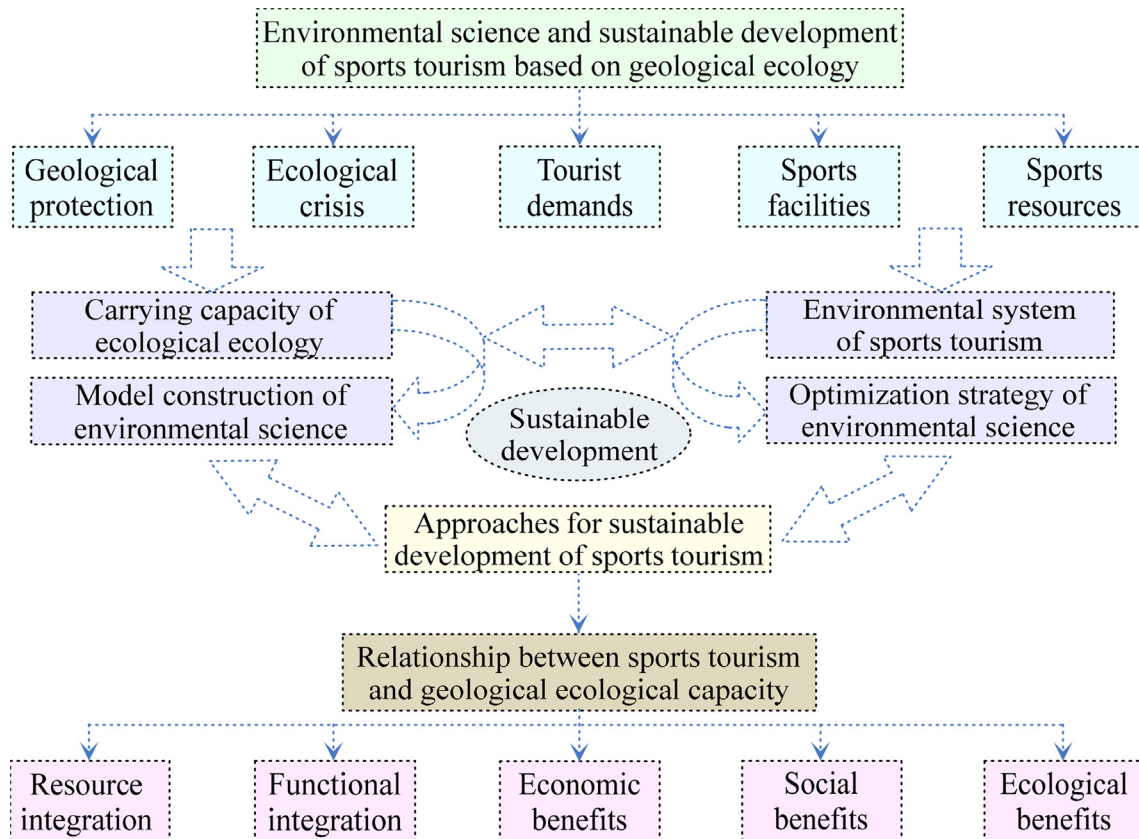 Environmental science and sustainable development
of sports tourism based on geological ecology
Geological
protection
Ecological
crisis
Tourist
demands
Sports
facilities
Sports
resources
Carrying capacity of
ecological ecology
Environmental system
of sports tourism
Model construction of
environmental science
Optimization strategy of
environmental science
Sustainable
development
Approaches for sustainable
development of sports tourism
Relationship between sports tourism
and geological ecological capacity
Resource
integration
Functional
integration
Economic
benefits
Social
benefits
Ecological
benefits